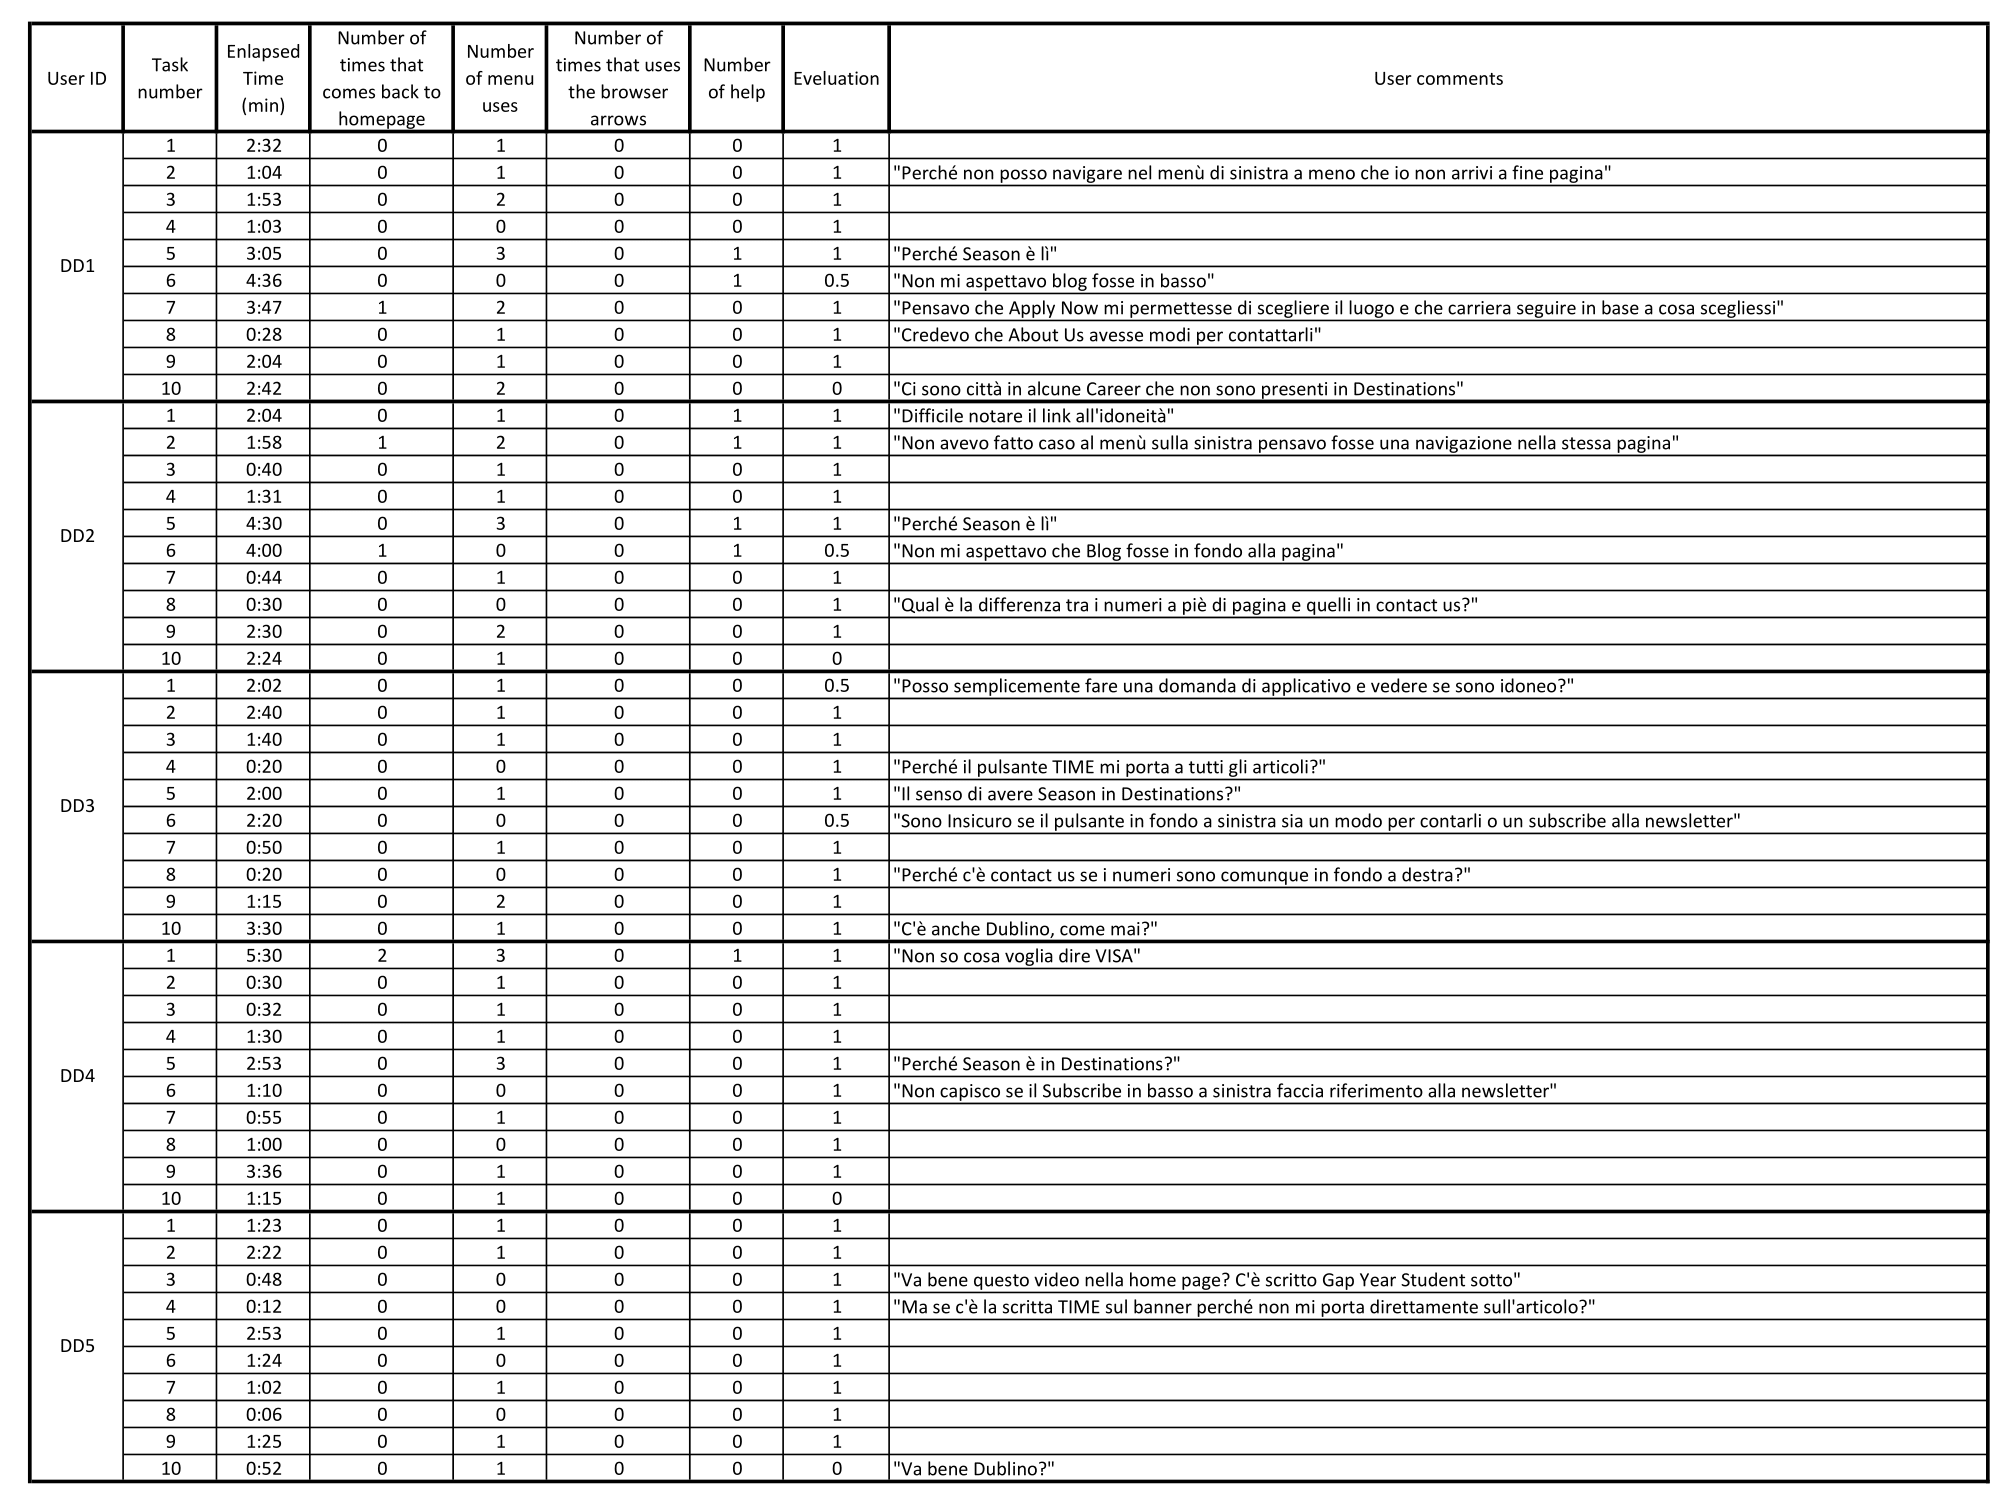 User ID Task number Enlapsed Time (min) Number of times that comes back to homepage Number of menu uses Number of times that uses the browser arrows Number of help Eveluation User comments
DD1
1 2:32 0 1 0 0 1
2 1:04 0 1 0 0 1 "Perché non posso navigare nel menù di sinistra a meno che io non arrivi a fine pagina"
3 1:53 0 2 0 0 1
4 1:03 0 0 0 0 1
5 3:05 0 3 0 1 1 "Perché Season è lì"
6 4:36 0 0 0 1 0.5 "Non mi aspettavo blog fosse in basso"
7 3:47 1 2 0 0 1 "Pensavo che Apply Now mi permettesse di scegliere il luogo e che carriera seguire in base a cosa scegliessi"
8 0:28 0 1 0 0 1 "Credevo che About Us avesse modi per contattarli"
9 2:04 0 1 0 0 1
10 2:42 0 2 0 0 0 "Ci sono città in alcune Career che non sono presenti in Destinations"
DD2
1 2:04 0 1 0 1 1 "Difficile notare il link all'idoneità"
2 1:58 1 2 0 1 1 "Non avevo fatto caso al menù sulla sinistra pensavo fosse una navigazione nella stessa pagina"
3 0:40 0 1 0 0 1
4 1:31 0 1 0 0 1
5 4:30 0 3 0 1 1 "Perché Season è lì"
6 4:00 1 0 0 1 0.5 "Non mi aspettavo che Blog fosse in fondo alla pagina"
7 0:44 0 1 0 0 1
8 0:30 0 0 0 0 1 "Qual è la differenza tra i numeri a piè di pagina e quelli in contact us?"
9 2:30 0 2 0 0 1
10 2:24 0 1 0 0 0
DD3
1 2:02 0 1 0 0 0.5 "Posso semplicemente fare una domanda di applicativo e vedere se sono idoneo?"
2 2:40 0 1 0 0 1
3 1:40 0 1 0 0 1
4 0:20 0 0 0 0 1 "Perché il pulsante TIME mi porta a tutti gli articoli?"
5 2:00 0 1 0 0 1 "Il senso di avere Season in Destinations?"
6 2:20 0 0 0 0 0.5 "Sono Insicuro se il pulsante in fondo a sinistra sia un modo per contarli o un subscribe alla newsletter"
7 0:50 0 1 0 0 1
8 0:20 0 0 0 0 1 "Perché c'è contact us se i numeri sono comunque in fondo a destra?"
9 1:15 0 2 0 0 1
10 3:30 0 1 0 0 1 "C'è anche Dublino, come mai?"
DD4
1 5:30 2 3 0 1 1 "Non so cosa voglia dire VISA"
2 0:30 0 1 0 0 1
3 0:32 0 1 0 0 1
4 1:30 0 1 0 0 1
5 2:53 0 3 0 0 1 "Perché Season è in Destinations?"
6 1:10 0 0 0 0 1 "Non capisco se il Subscribe in basso a sinistra faccia riferimento alla newsletter"
7 0:55 0 1 0 0 1
8 1:00 0 0 0 0 1
9 3:36 0 1 0 0 1
10 1:15 0 1 0 0 0
DD5
1 1:23 0 1 0 0 1
2 2:22 0 1 0 0 1
3 0:48 0 0 0 0 1 "Va bene questo video nella home page? C'è scritto Gap Year Student sotto"
4 0:12 0 0 0 0 1 "Ma se c'è la scritta TIME sul banner perché non mi porta direttamente sull'articolo?"
5 2:53 0 1 0 0 1
6 1:24 0 0 0 0 1
7 1:02 0 1 0 0 1
8 0:06 0 0 0 0 1
9 1:25 0 1 0 0 1
10 0:52 0 1 0 0 0 "Va bene Dublino?"